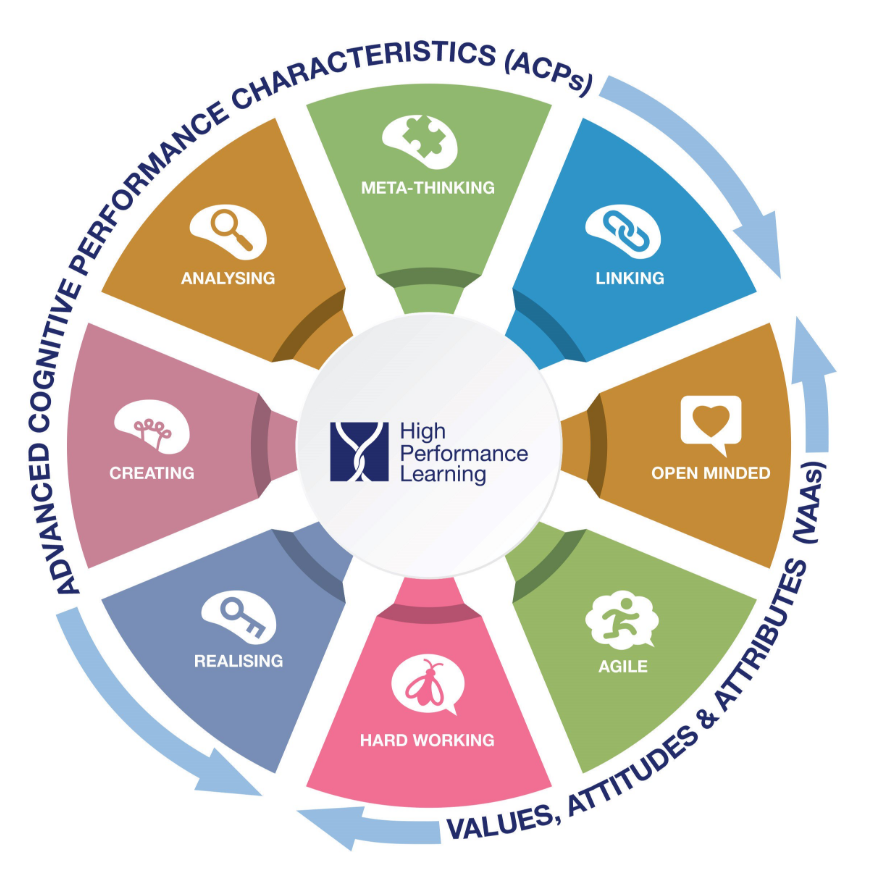 ADVANCED COGNITIVE PERFORMANCE CHARACTERISTICS (ACPs)
META-THINKING
LINKING
ANALYSING
OPEN MINDED
CREATING
High
Performance
Learning
AGILE
REALISING
HARD WORKING
VALUES, ATTITUDES & ATTRIBUTES (VAAs)